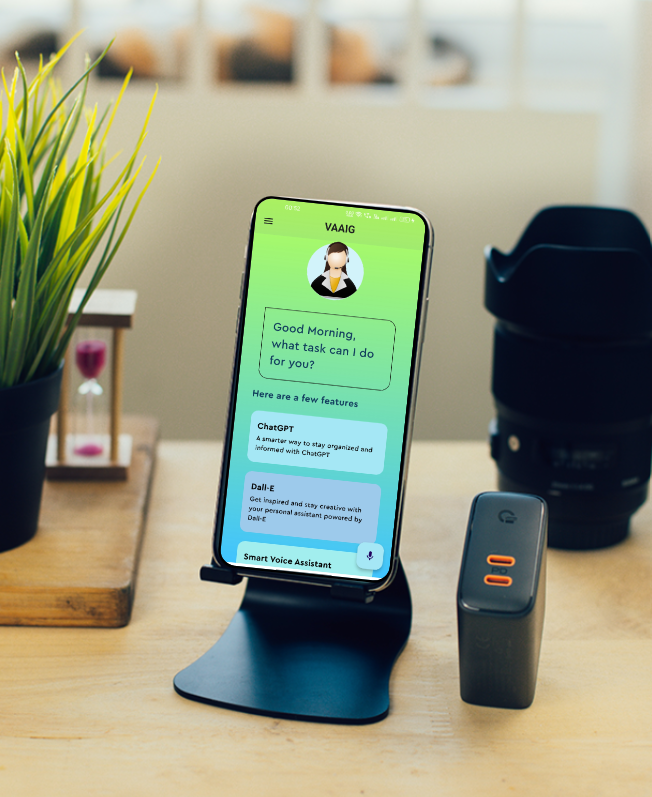 VAAIG
Good Morning,
what task can I do
for you?
Here are a few features
ChatGPT
A smarter way to stay organized and
informed with ChatGPT
Dall-E
Get inspired and stay creative with
your personal assistant powered by
Dall-E
Smart Voice Assistant
PD